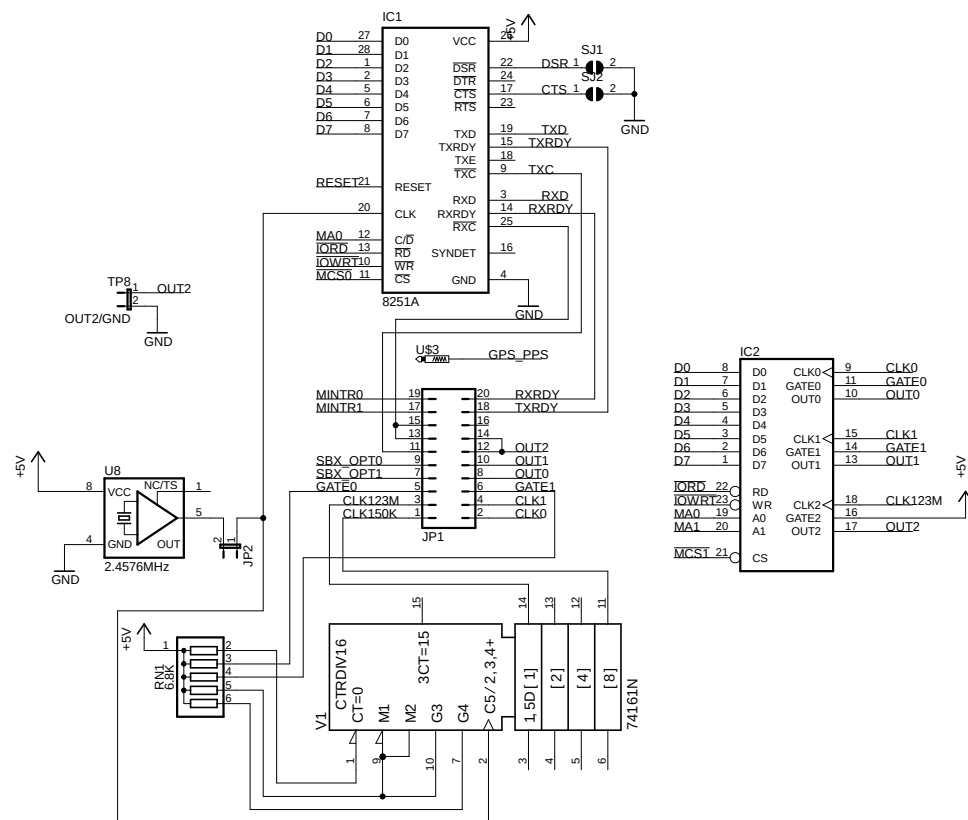 IC1
D0 27 D0 VCC 26 +5V
D1 28 D1
D2 1 D2 DSR 22 DSR 1 SJ1 2
D3 2 D3 DTR 24
D4 5 D4 CTS 17 CTS 1 SJ2 2
D5 6 D5 RTS 23
D6 7 D6
D7 8 D7 TXD 19 TXD
TXRDY 15 TXRDY
TXE 18
TXC 9 TXC
RESET 21 RESET
RXD 3 RXD
CLK 20 RXRDY 14 RXRDY
RXC 25
MA0 12 C/D
IORD 13 RD SYNDET 16
IOWRT 10 WR
MCS0 11 CS GND 4
8251A
GND
GND
TP8
1 OUT2
2
OUT2/GND
GND
U$3 GPS_PPS
MINTR0 19 20 RXRDY
MINTR1 17 18 TXRDY
15 16
13 14
11 12 OUT2
SBX_OPT0 9 10 OUT1
SBX_OPT1 7 8 OUT0
GATE0 5 6 GATE1
CLK123M 3 4 CLK1
CLK150K 1 2 CLK0
JP1
IC2
D0 8 D0 CLK0 9 CLK0
D1 7 D1 GATE0 11 GATE0
D2 6 D2 OUT0 10 OUT0
D3 5 D3
D4 4 D4
D5 3 D5 CLK1 15 CLK1
D6 2 D6 GATE1 14 GATE1
D7 1 D7 OUT1 13 OUT1
IORD 22 RD
IOWRT 23 WR CLK2 18 CLK123M
MA0 19 A0 GATE2 16 +5V
MA1 20 A1 OUT2 17 OUT2
MCS1 21 CS
+5V
U8
8 VCC NC/TS 1
5
4 GND OUT
2.4576MHz
GND
2 1
JP2
+5V
1 2
3
4
5
6
RN1
6.8K
15 14 13 12 11
V1
CTRDIV16
CT=0
M1
M2
3CT=15
G3
G4
C5/2,3,4+
1,5D[1]
[2]
[4]
[8]
74161N
1 9 10 7 2 3 4 5 6